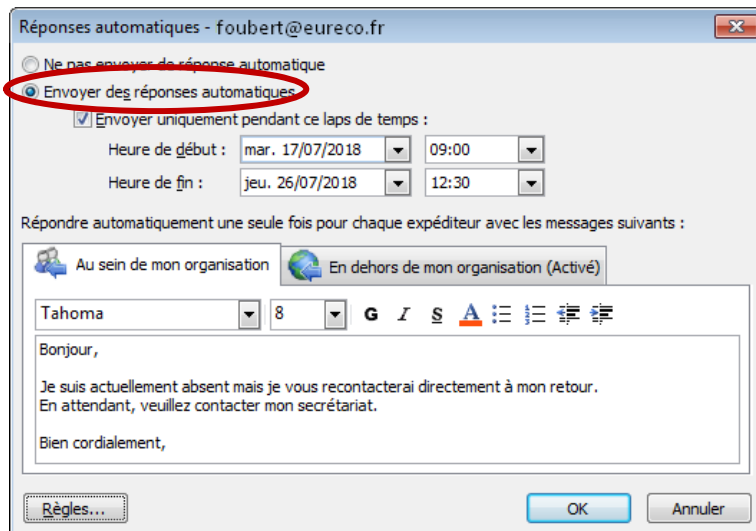 Réponses automatiques - foubert@eureco.fr
Ne pas envoyer de réponse automatique
Envoyer des réponses automatiques
Envoyer uniquement pendant ce laps de temps :
Heure de début : mar. 17/07/2018 09:00
Heure de fin : jeu. 26/07/2018 12:30
Répondre automatiquement une seule fois pour chaque expéditeur avec les messages suivants :
Au sein de mon organisation En dehors de mon organisation (Activé)
Tahoma 8 G I S A
Bonjour,
Je suis actuellement absent mais je vous recontacterai directement à mon retour.
En attendant, veuillez contacter mon secrétariat.
Bien cordialement,
Règles... OK Annuler